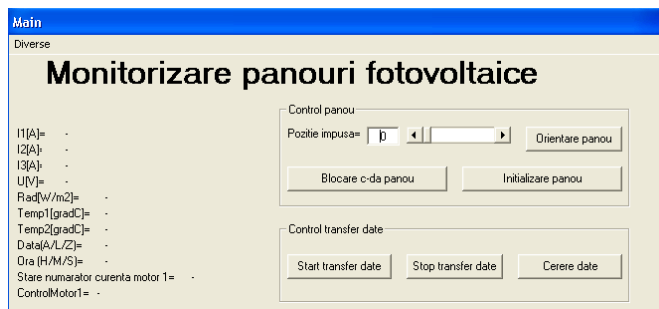 Main
Diverse
Monitorizare panouri fotovoltaice
Control panou
Pozitie impusa= 0 Orientare panou
Blocare c-da panou Initializare panou
I1[A]= -
I2[A]= -
I3[A]= -
U[V]= -
Rad[W/m2]= -
Temp1[gradC]= -
Temp2[gradC]= -
Data(A/L/Z)= -
Ora (H/M/S)= -
Stare numarator curenta motor 1= -
ControlMotor1= -
Control transfer date
Start transfer date Stop transfer date Cerere date